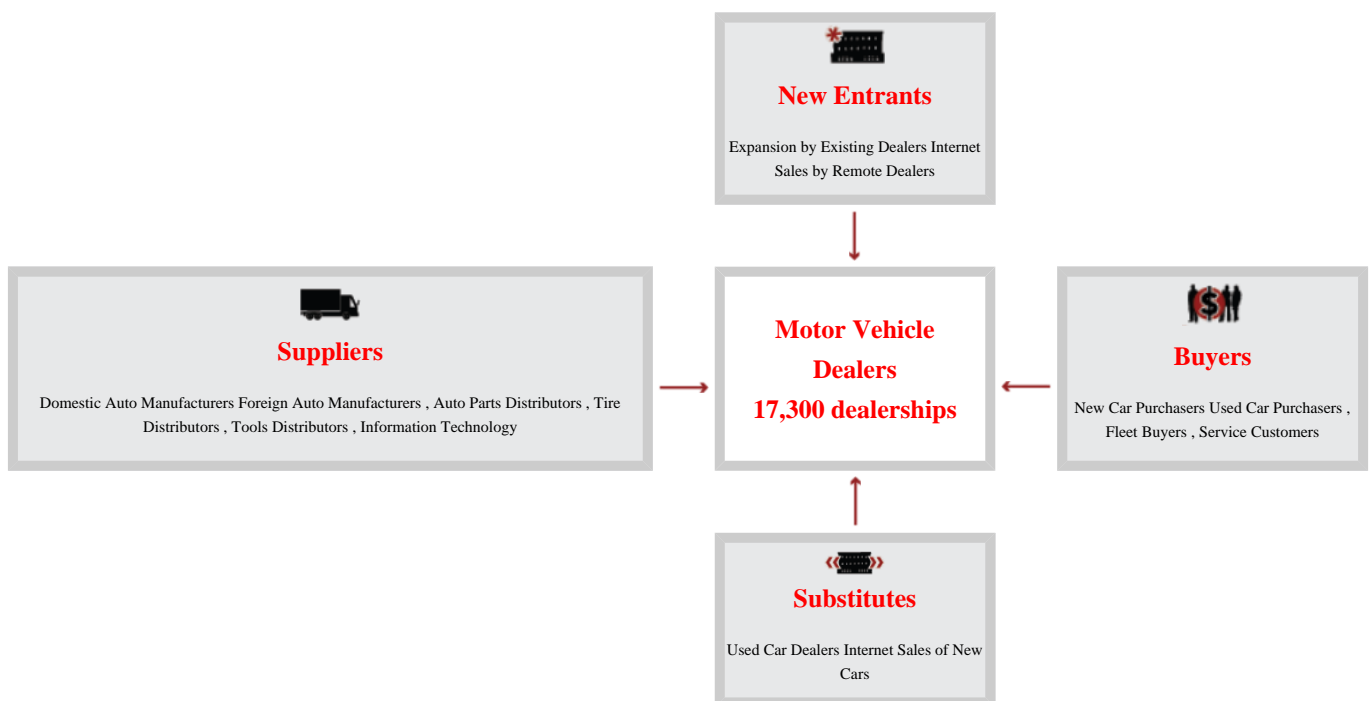 New Entrants
Expansion by Existing Dealers Internet
Sales by Remote Dealers
Suppliers
Domestic Auto Manufacturers Foreign Auto Manufacturers , Auto Parts Distributors , Tire
Distributors , Tools Distributors , Information Technology
Motor Vehicle
Dealers
17,300 dealerships
Buyers
New Car Purchasers Used Car Purchasers ,
Fleet Buyers , Service Customers
Substitutes
Used Car Dealers Internet Sales of New
Cars